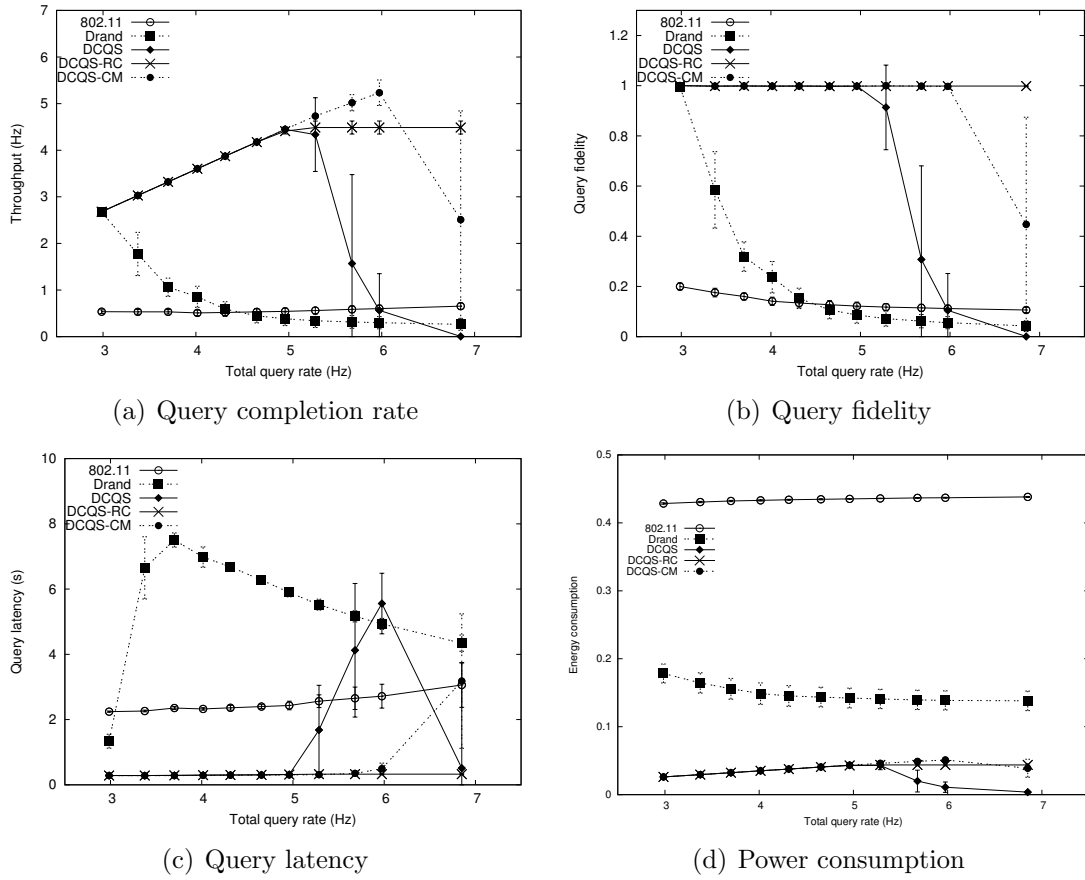 7
6
5
4
3
2
1
0
3 4 5 6 7
Throughput (Hz)
Total query rate (Hz)
802.11
Drand
DCQS
DCQS-RC
DCQS-CM
(a) Query completion rate
1.2
1
0.8
0.6
0.4
0.2
0
3 4 5 6 7
Query fidelity
Total query rate (Hz)
802.11
Drand
DCQS
DCQS-RC
DCQS-CM
(b) Query fidelity
10
8
6
4
2
0
3 4 5 6 7
Query latency (s)
Total query rate (Hz)
802.11
Drand
DCQS
DCQS-RC
DCQS-CM
(c) Query latency
0.5
0.4
0.3
0.2
0.1
0
3 4 5 6 7
Energy consumption
Total query rate (Hz)
802.11
Drand
DCQS
DCQS-RC
DCQS-CM
(d) Power consumption